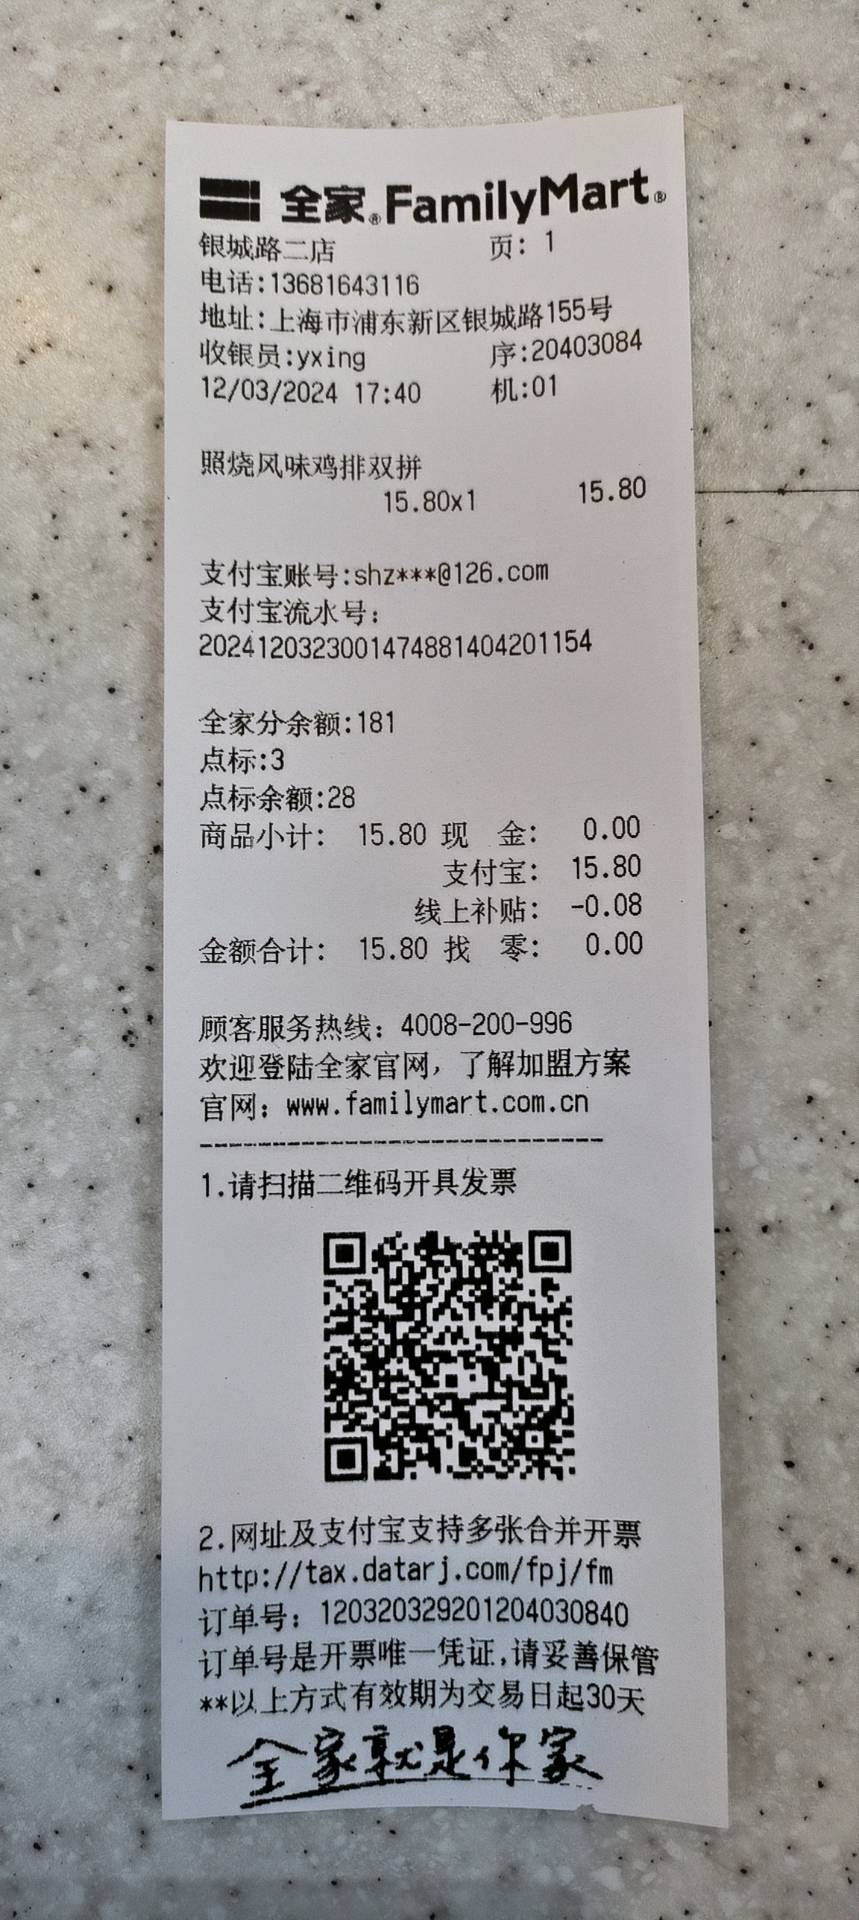 全家® FamilyMart®
银城路二店 页: 1
电话:13681643116
地址:上海市浦东新区银城路155号
收银员:yxing 序:20403084
12/03/2024 17:40 机:01
照烧风味鸡排双拼
15.80x1 15.80
支付宝账号:shz***@126.com
支付宝流水号:
2024120323001474881404201154
全家分余额:181
点标:3
点标余额:28
商品小计: 15.80 现 金: 0.00
支付宝: 15.80
线上补贴: -0.08
金额合计: 15.80 找 零: 0.00
顾客服务热线: 4008-200-996
欢迎登陆全家官网, 了解加盟方案
官网: www.familymart.com.cn
--------------------------------
1.请扫描二维码开具发票
2.网址及支付宝支持多张合并开票
http://tax.datarj.com/fpj/fm
订单号: 120320329201204030840
订单号是开票唯一凭证,请妥善保管
**以上方式有效期为交易日起30天
全家就是你家